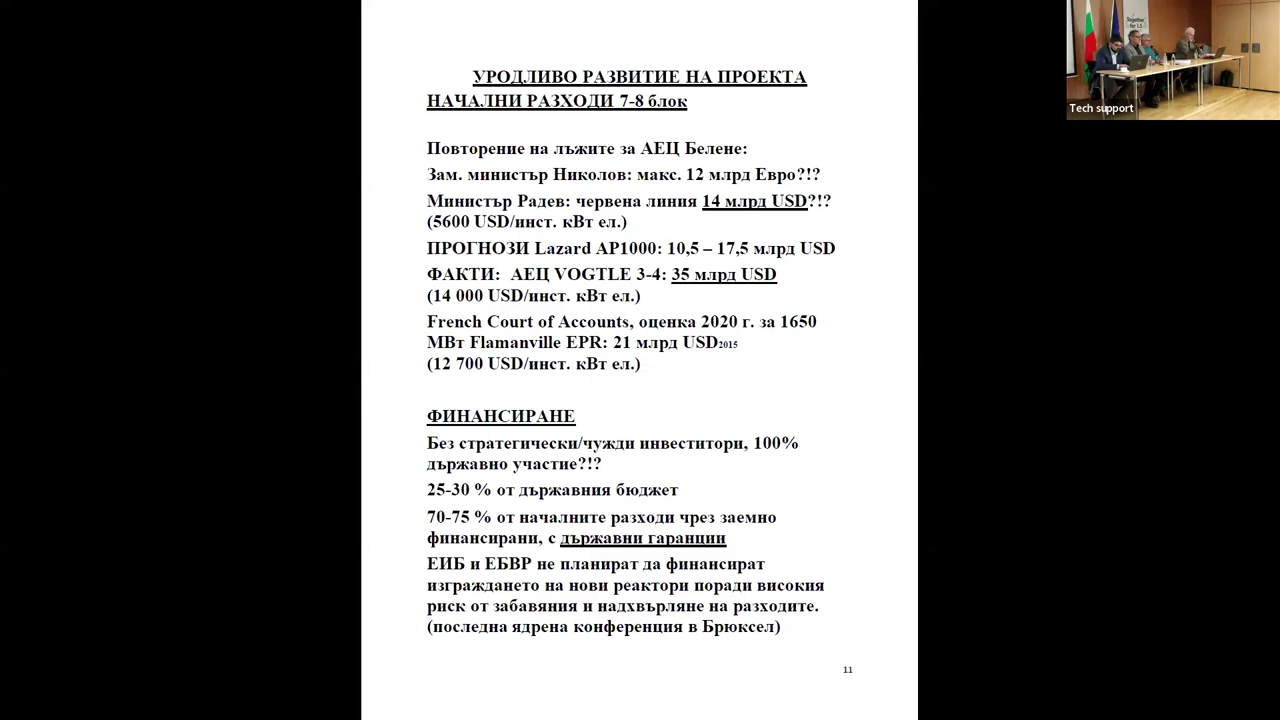 УРОДЛИВО РАЗВИТИЕ НА ПРОЕКТА
НАЧАЛНИ РАЗХОДИ 7-8 блок
Повторение на лъжите за АЕЦ Белене:
Зам. министър Николов: макс. 12 млрд Евро?!?
Министър Радев: червена линия 14 млрд USD?!?
(5600 USD/инст. кВт ел.)
ПРОГНОЗИ Lazard AP1000: 10,5 – 17,5 млрд USD
ФАКТИ: АЕЦ VOGTLE 3-4: 35 млрд USD
(14 000 USD/инст. кВт ел.)
French Court of Accounts, оценка 2020 г. за 1650
МВт Flamanville EPR: 21 млрд USD2015
(12 700 USD/инст. кВт ел.)
ФИНАНСИРАНЕ
Без стратегически/чужди инвеститори, 100%
държавно участие?!?
25-30 % от държавния бюджет
70-75 % от началните разходи чрез заемно
финансирани, с държавни гаранции
ЕИБ и ЕБВР не планират да финансират
изграждането на нови реактори поради високия
риск от забавяния и надхвърляне на разходите.
(последна ядрена конференция в Брюксел)
11
Together
for 1.5
Tech support